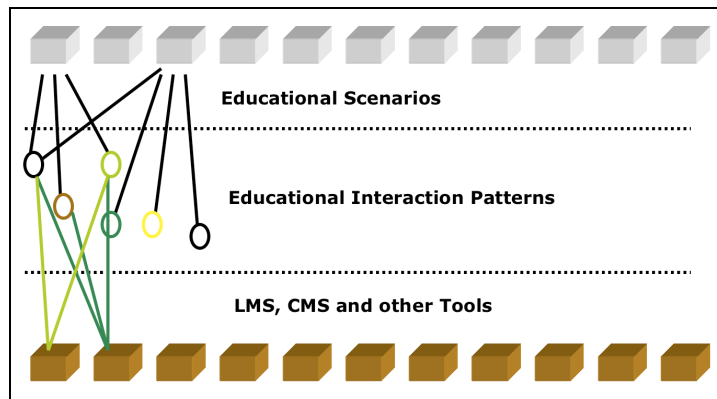 Educational Scenarios
Educational Interaction Patterns
LMS, CMS and other Tools